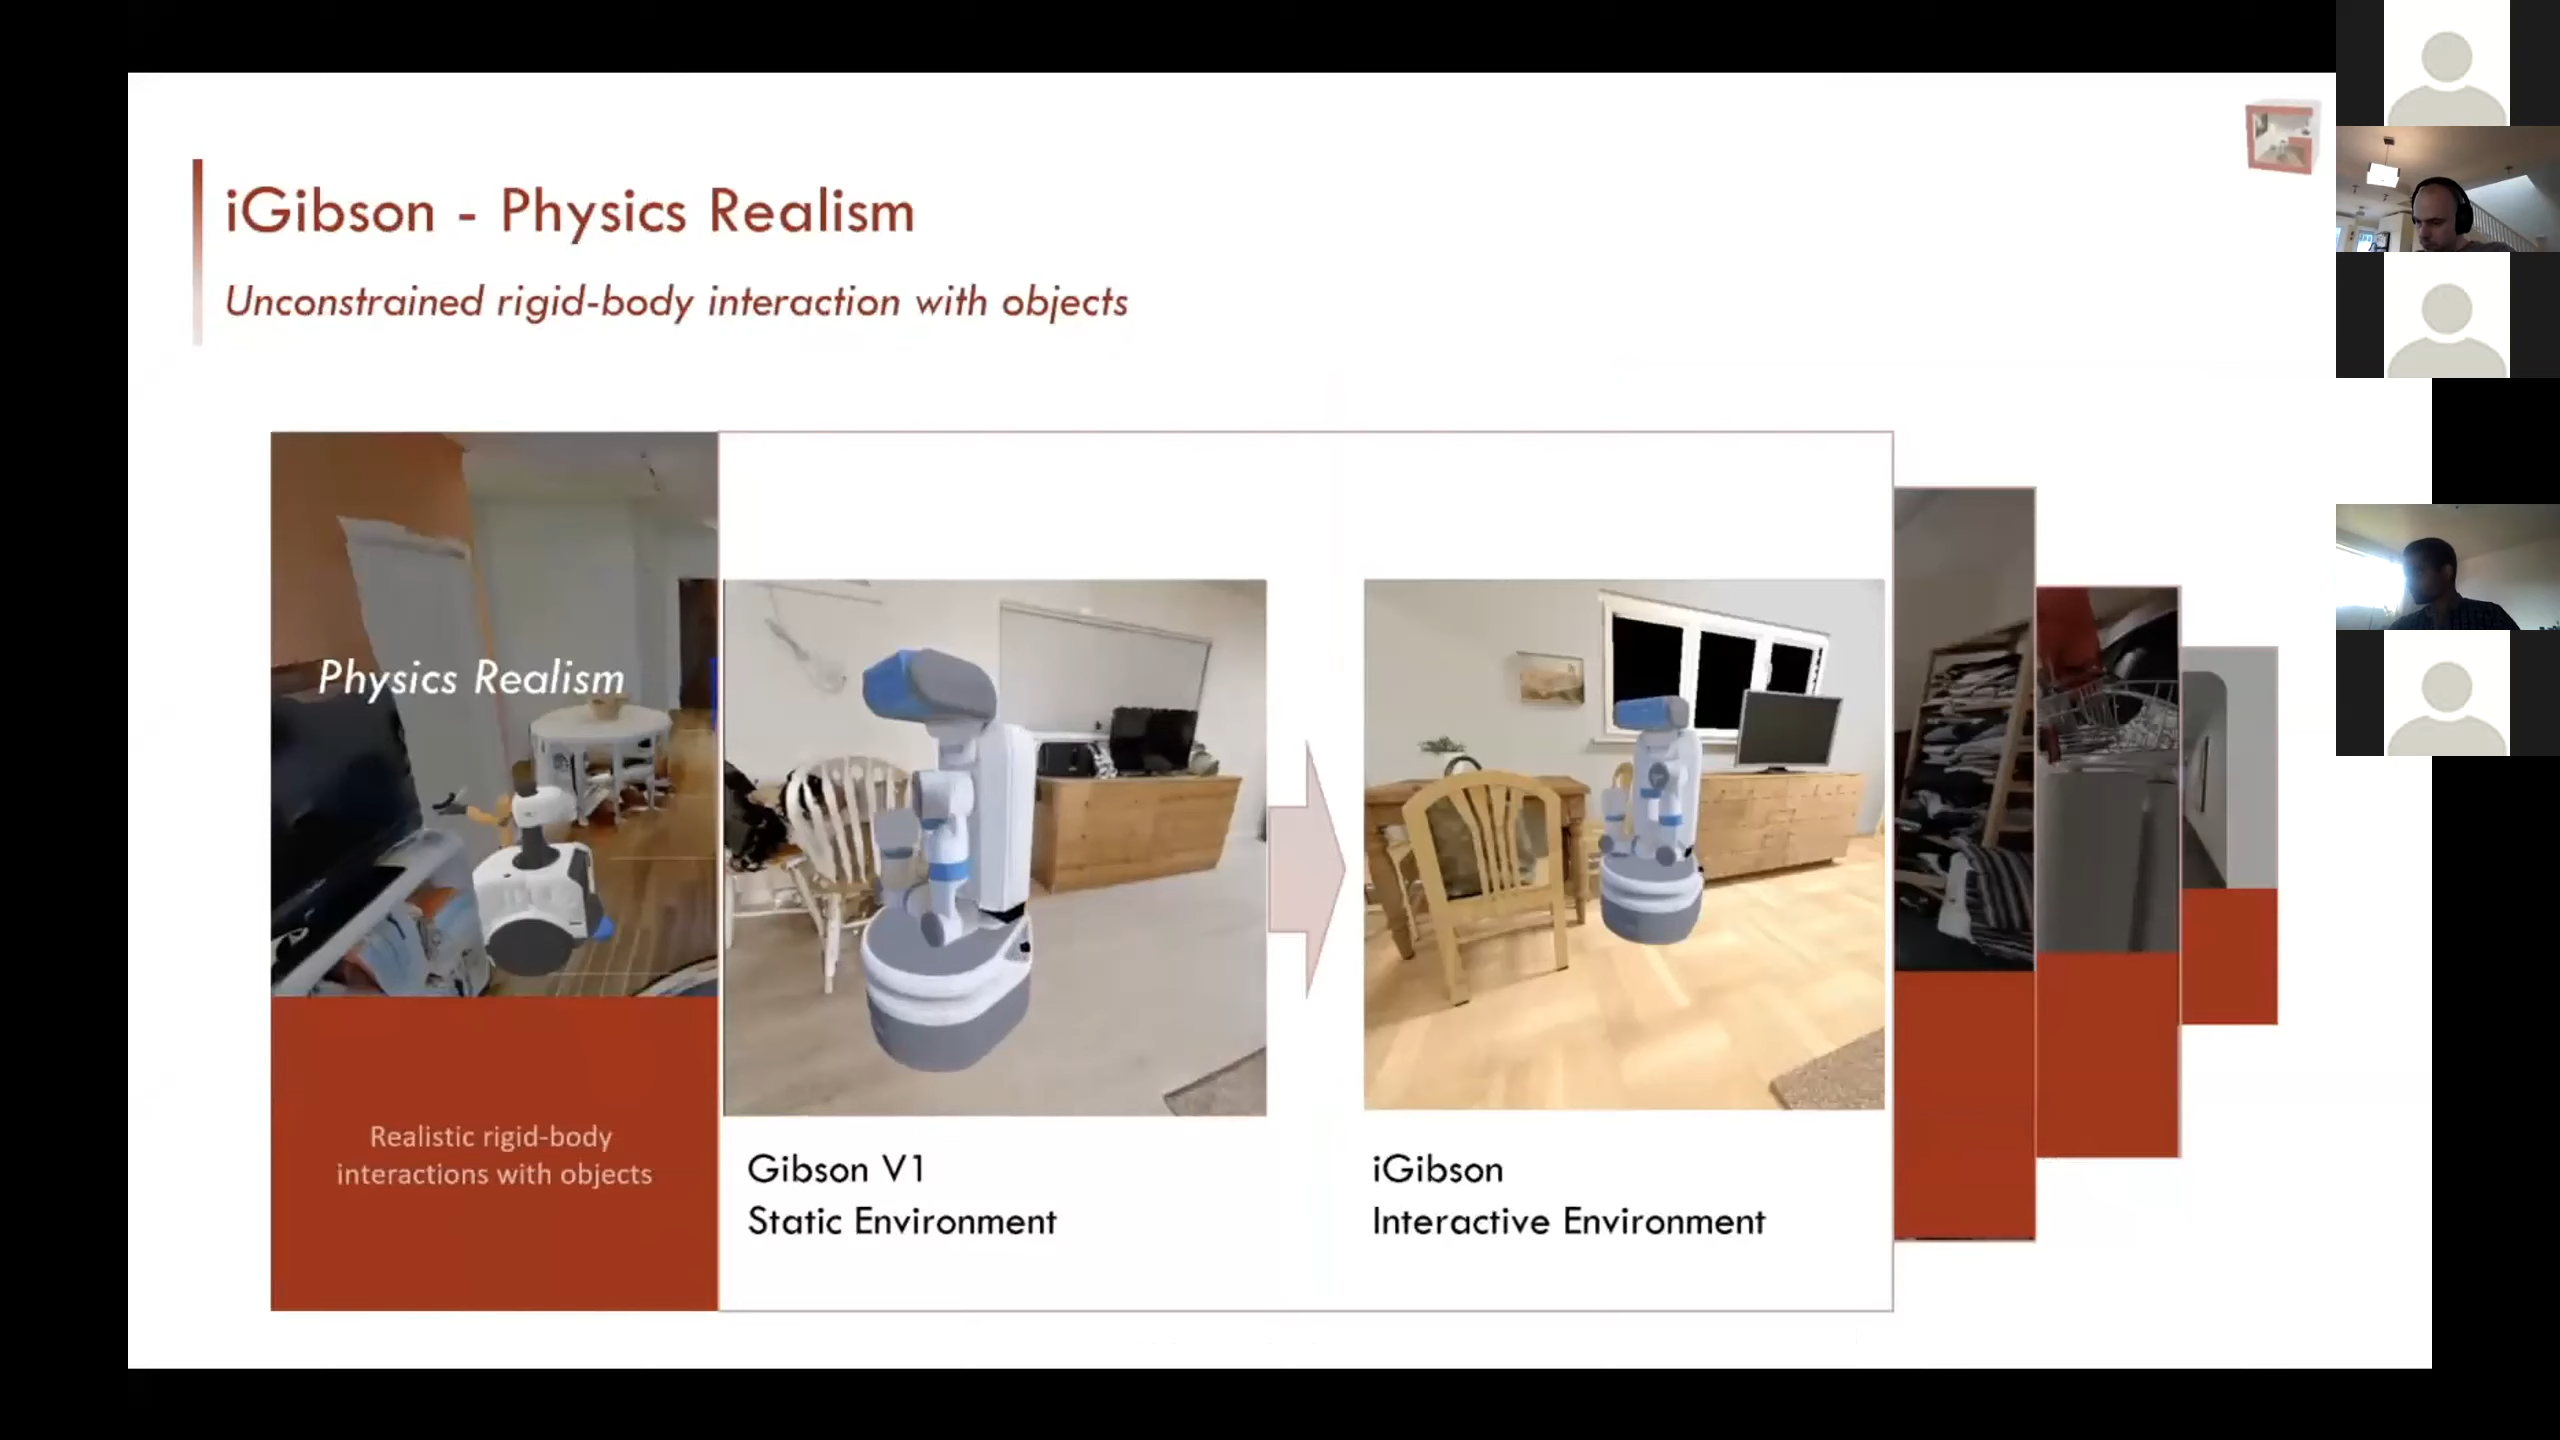 iGibson - Physics Realism
Unconstrained rigid-body interaction with objects
Physics Realism
Realistic rigid-body
interactions with objects
Gibson V1
Static Environment
iGibson
Interactive Environment